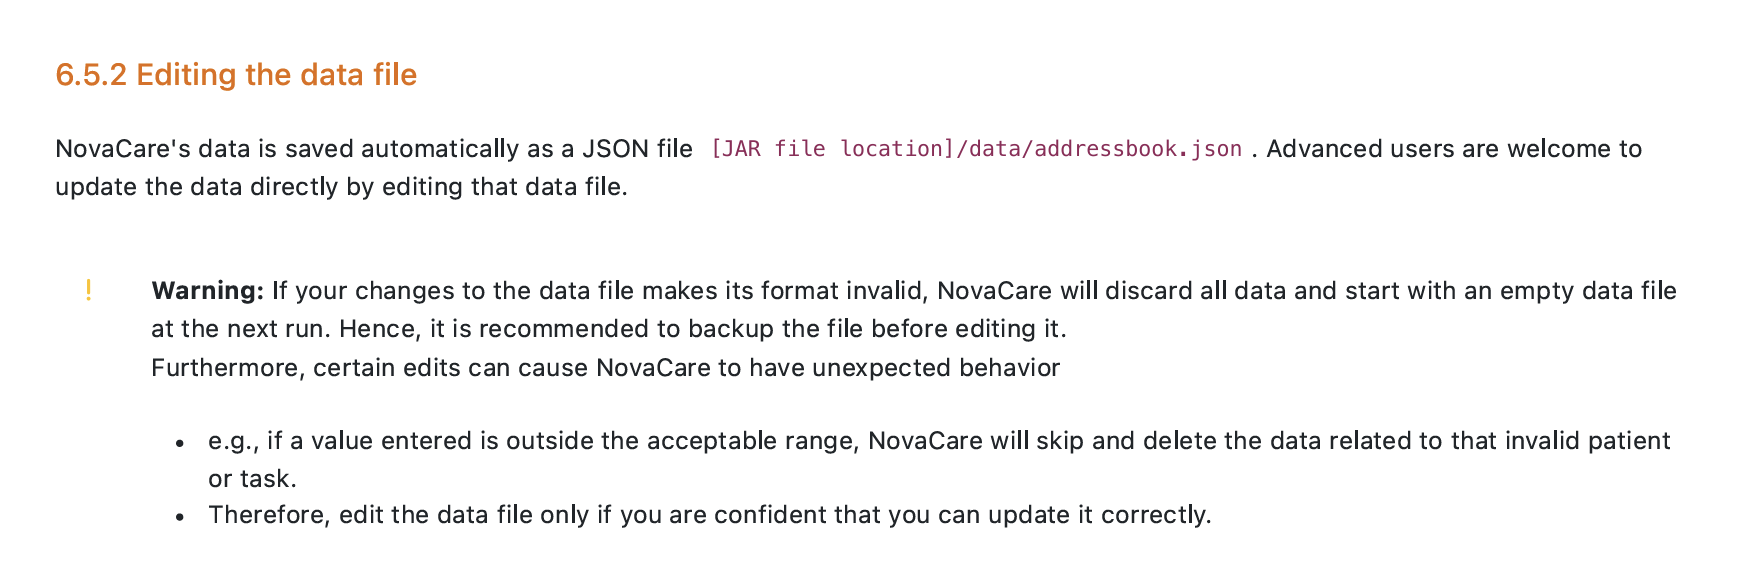 6.5.2 Editing the data file
NovaCare's data is saved automatically as a JSON file [JAR file location]/data/addressbook.json . Advanced users are welcome to
update the data directly by editing that data file.
! Warning: If your changes to the data file makes its format invalid, NovaCare will discard all data and start with an empty data file
at the next run. Hence, it is recommended to backup the file before editing it.
Furthermore, certain edits can cause NovaCare to have unexpected behavior
• e.g., if a value entered is outside the acceptable range, NovaCare will skip and delete the data related to that invalid patient
or task.
• Therefore, edit the data file only if you are confident that you can update it correctly.